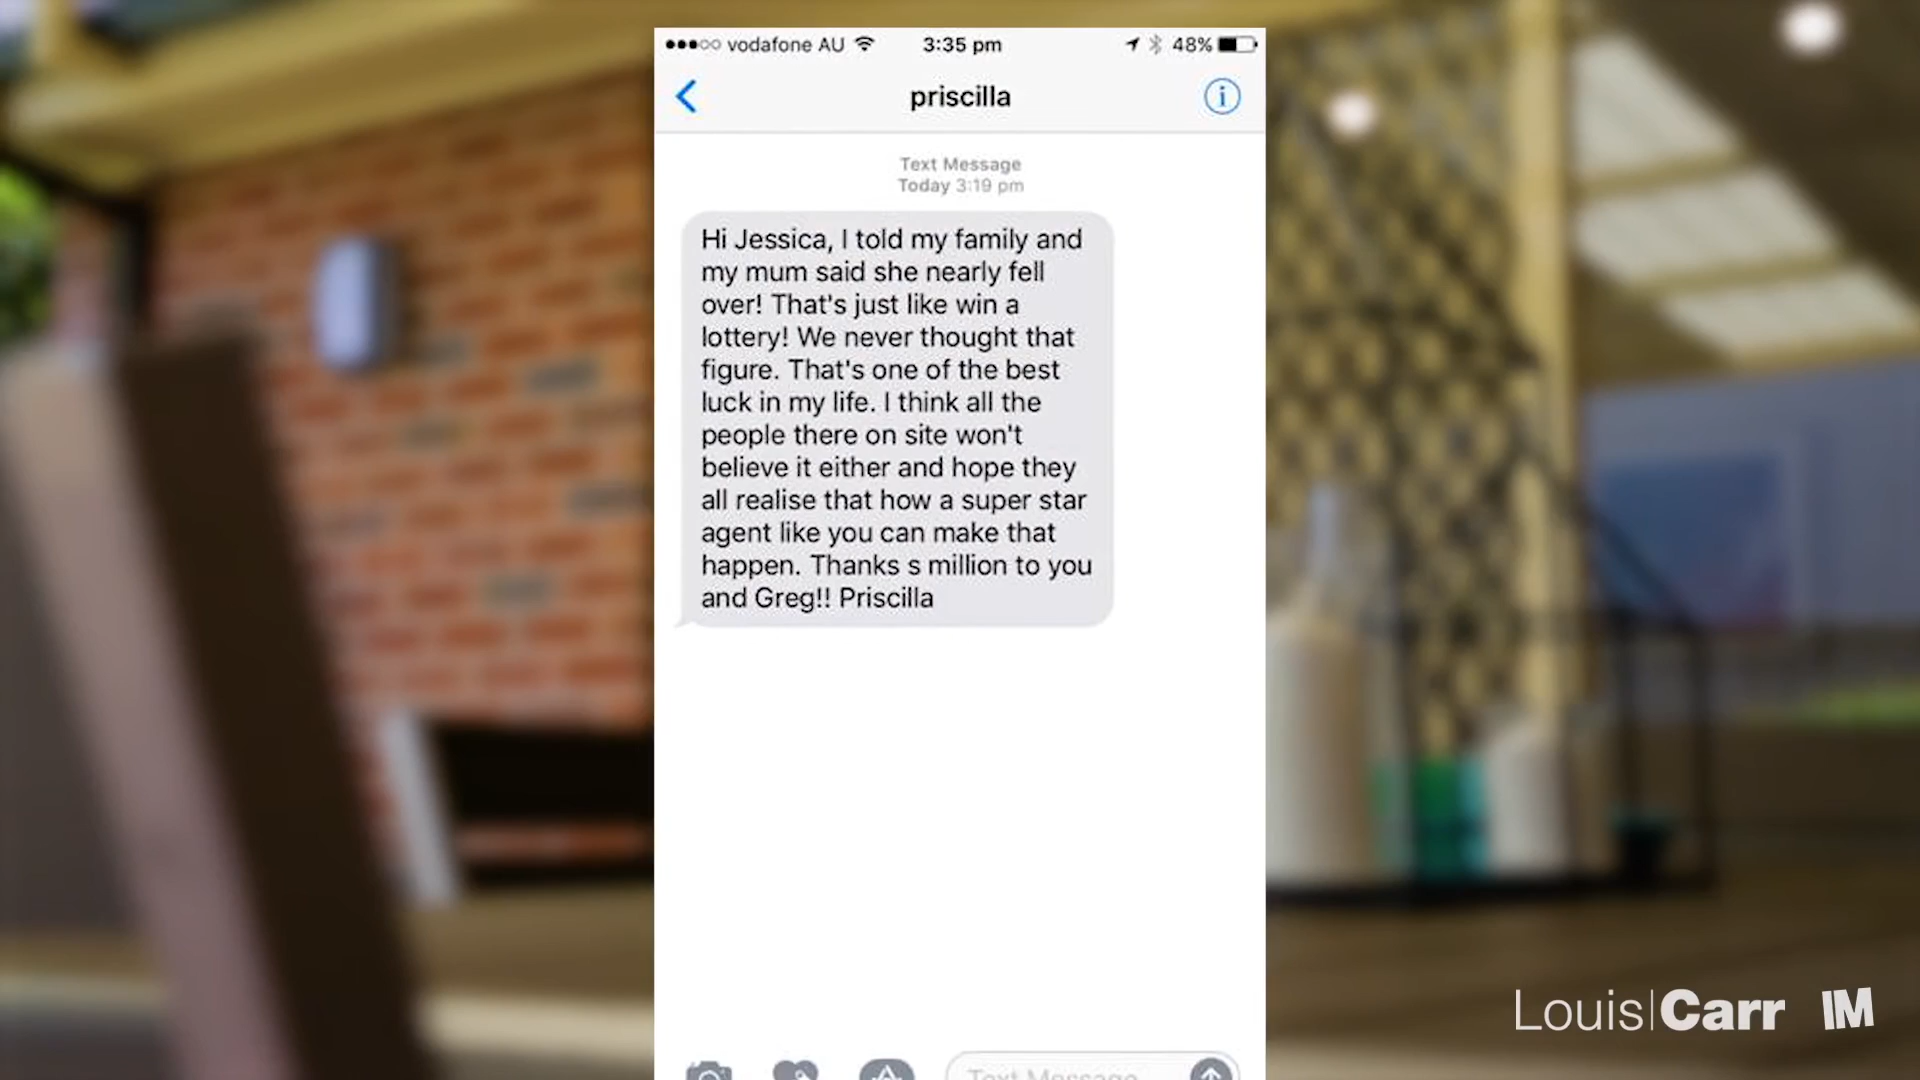 vodafone AU 3:35 pm 48%
priscilla
Text Message
Today 3:19 pm
Hi Jessica, I told my family and
my mum said she nearly fell
over! That's just like win a
lottery! We never thought that
figure. That's one of the best
luck in my life. I think all the
people there on site won't
believe it either and hope they
all realise that how a super star
agent like you can make that
happen. Thanks s million to you
and Greg!! Priscilla
Text Message
Louis|Carr IM